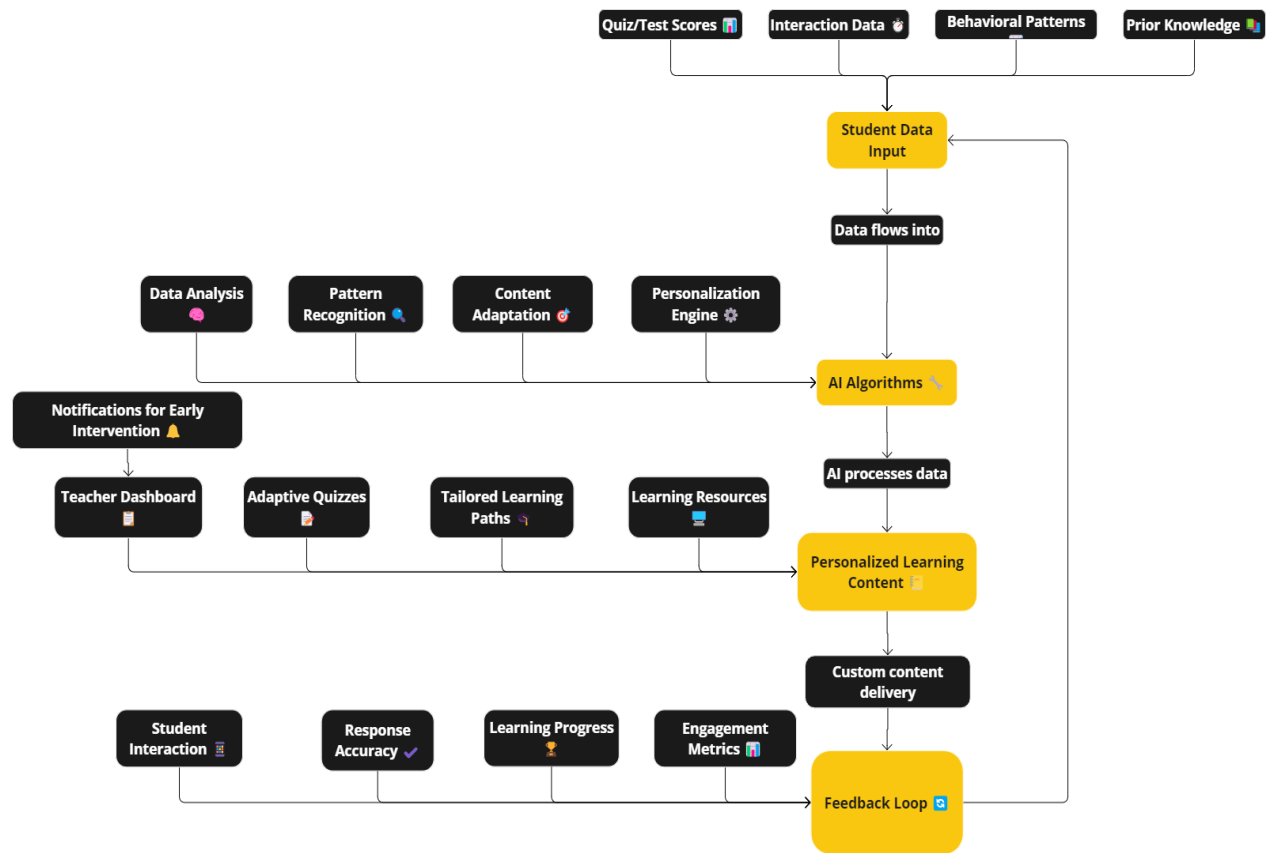 Quiz/Test Scores 📊
Interaction Data ⏱️
Behavioral Patterns
Prior Knowledge 📚
Student Data
Input
Data flows into
Data Analysis
🧠
Pattern
Recognition 🔍
Content
Adaptation 🎯
Personalization
Engine ⚙️
AI Algorithms 🔧
Notifications for Early
Intervention 🔔
AI processes data
Teacher Dashboard
📋
Adaptive Quizzes
📝
Tailored Learning
Paths 🎓
Learning Resources
🖥️
Personalized Learning
Content 📒
Custom content
delivery
Student
Interaction 📱
Response
Accuracy ✔️
Learning Progress
🏆
Engagement
Metrics 📊
Feedback Loop 🔄